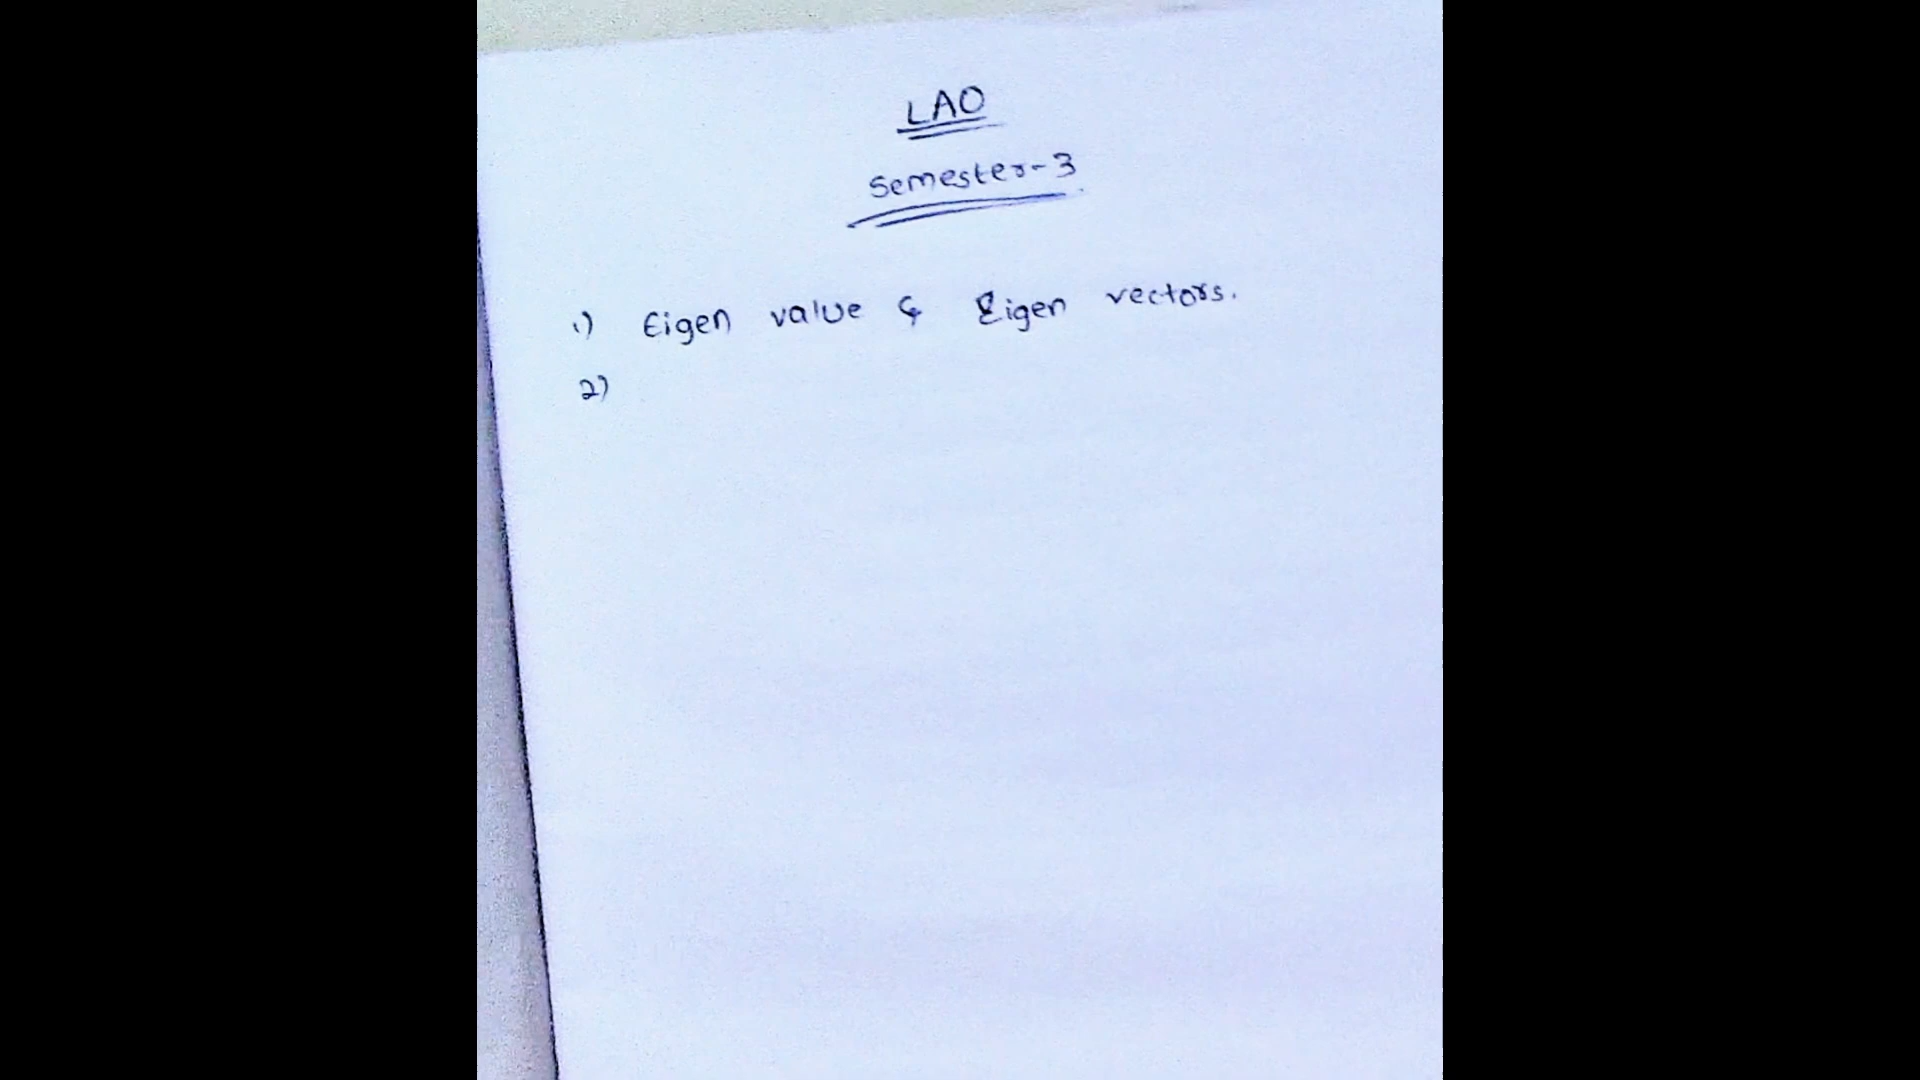 LAO
Semester-3
1) Eigen value & Eigen vectors.
2)